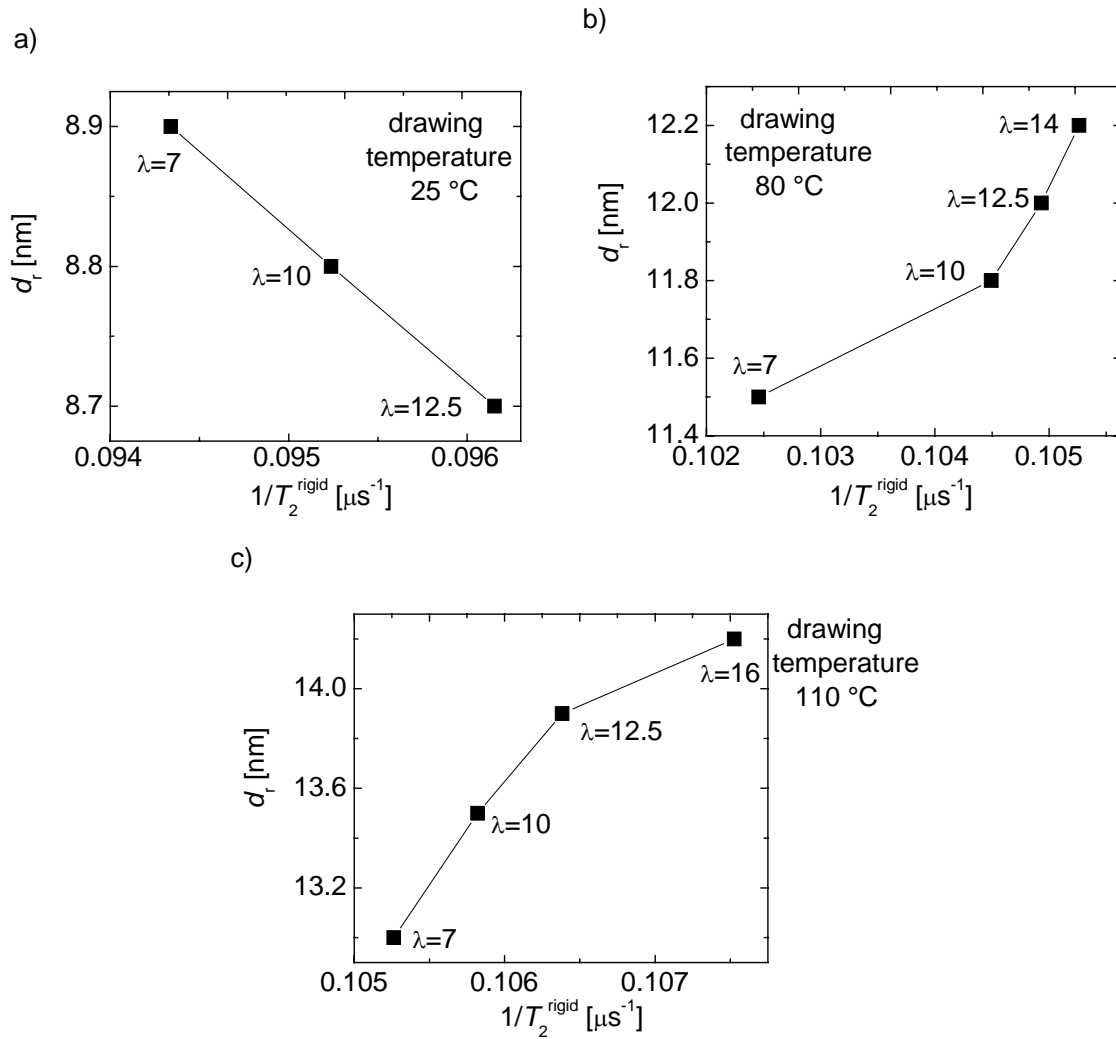 a)
8.9
8.8
8.7
d_r [nm]
0.094
0.095
0.096
1/T_2^rigid [μs^-1]
λ=7
λ=10
λ=12.5
drawing
temperature
25 °C
b)
12.2
12.0
11.8
11.6
11.4
d_r [nm]
0.102
0.103
0.104
0.105
1/T_2^rigid [μs^-1]
drawing
temperature
80 °C
λ=14
λ=12.5
λ=10
λ=7
c)
14.0
13.6
13.2
d_r [nm]
0.105
0.106
0.107
1/T_2^rigid [μs^-1]
λ=16
λ=12.5
λ=10
λ=7
drawing
temperature
110 °C